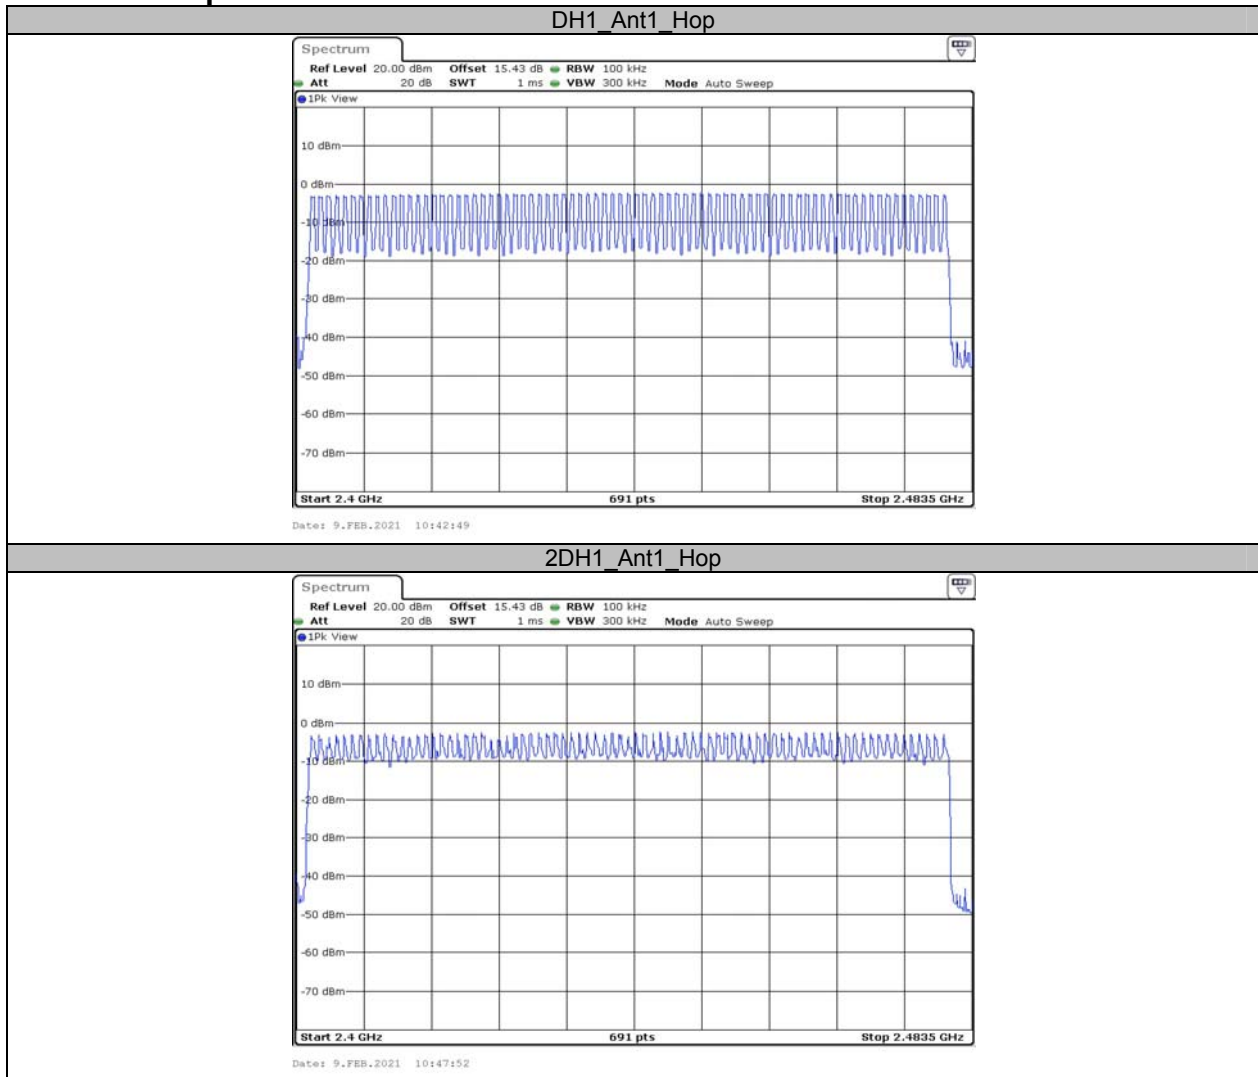 DH1_Ant1_Hop
Spectrum
Ref Level 20.00 dBm Offset 15.43 dB RBW 100 kHz
Att 20 dB SWT 1 ms VBW 300 kHz Mode Auto Sweep
1Pk View
10 dBm
0 dBm
-10 dBm
-20 dBm
-30 dBm
-40 dBm
-50 dBm
-60 dBm
-70 dBm
Start 2.4 GHz 691 pts Stop 2.4835 GHz
Date: 9.FEB.2021 10:42:49
2DH1_Ant1_Hop
Spectrum
Ref Level 20.00 dBm Offset 15.43 dB RBW 100 kHz
Att 20 dB SWT 1 ms VBW 300 kHz Mode Auto Sweep
1Pk View
10 dBm
0 dBm
-10 dBm
-20 dBm
-30 dBm
-40 dBm
-50 dBm
-60 dBm
-70 dBm
Start 2.4 GHz 691 pts Stop 2.4835 GHz
Date: 9.FEB.2021 10:47:52